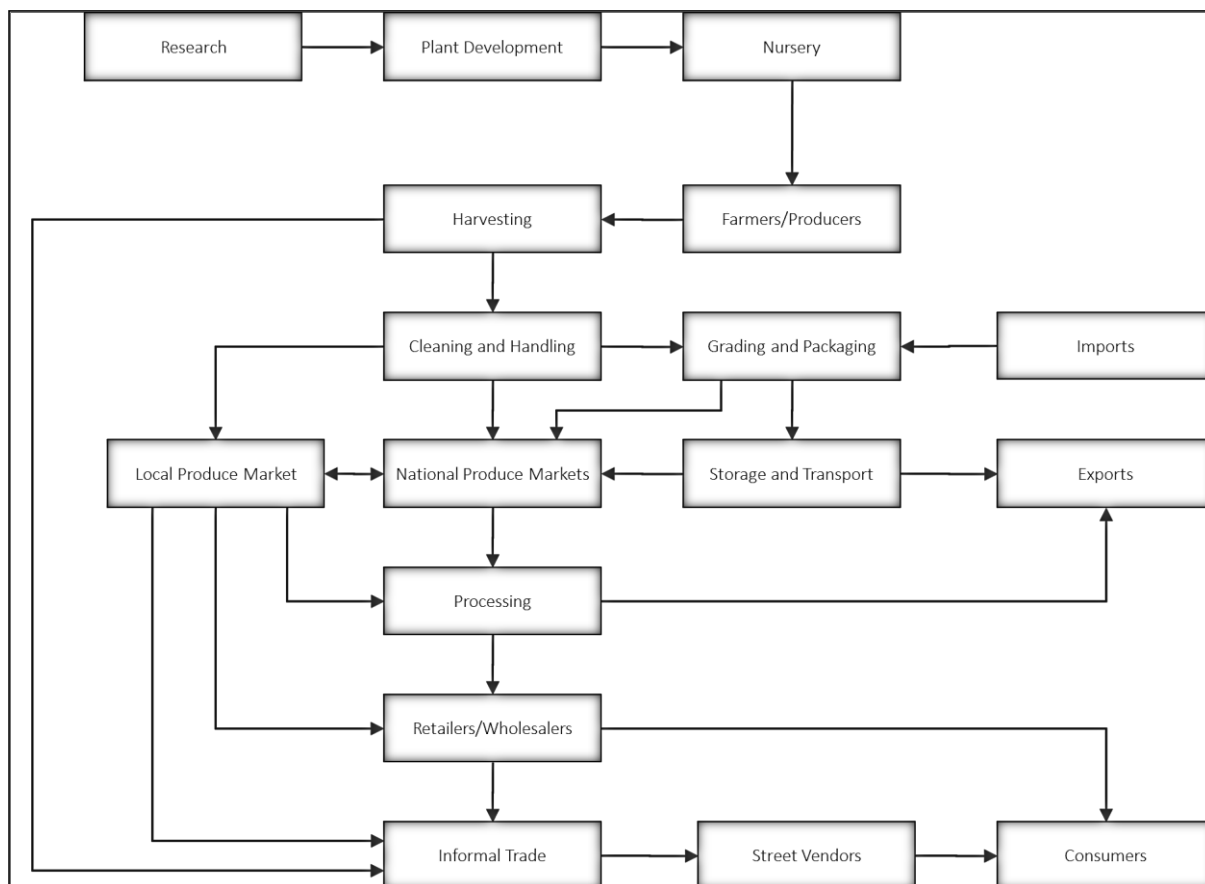 Research
Plant Development
Nursery
Harvesting
Farmers/Producers
Cleaning and Handling
Grading and Packaging
Imports
Local Produce Market
National Produce Markets
Storage and Transport
Exports
Processing
Retailers/Wholesalers
Informal Trade
Street Vendors
Consumers